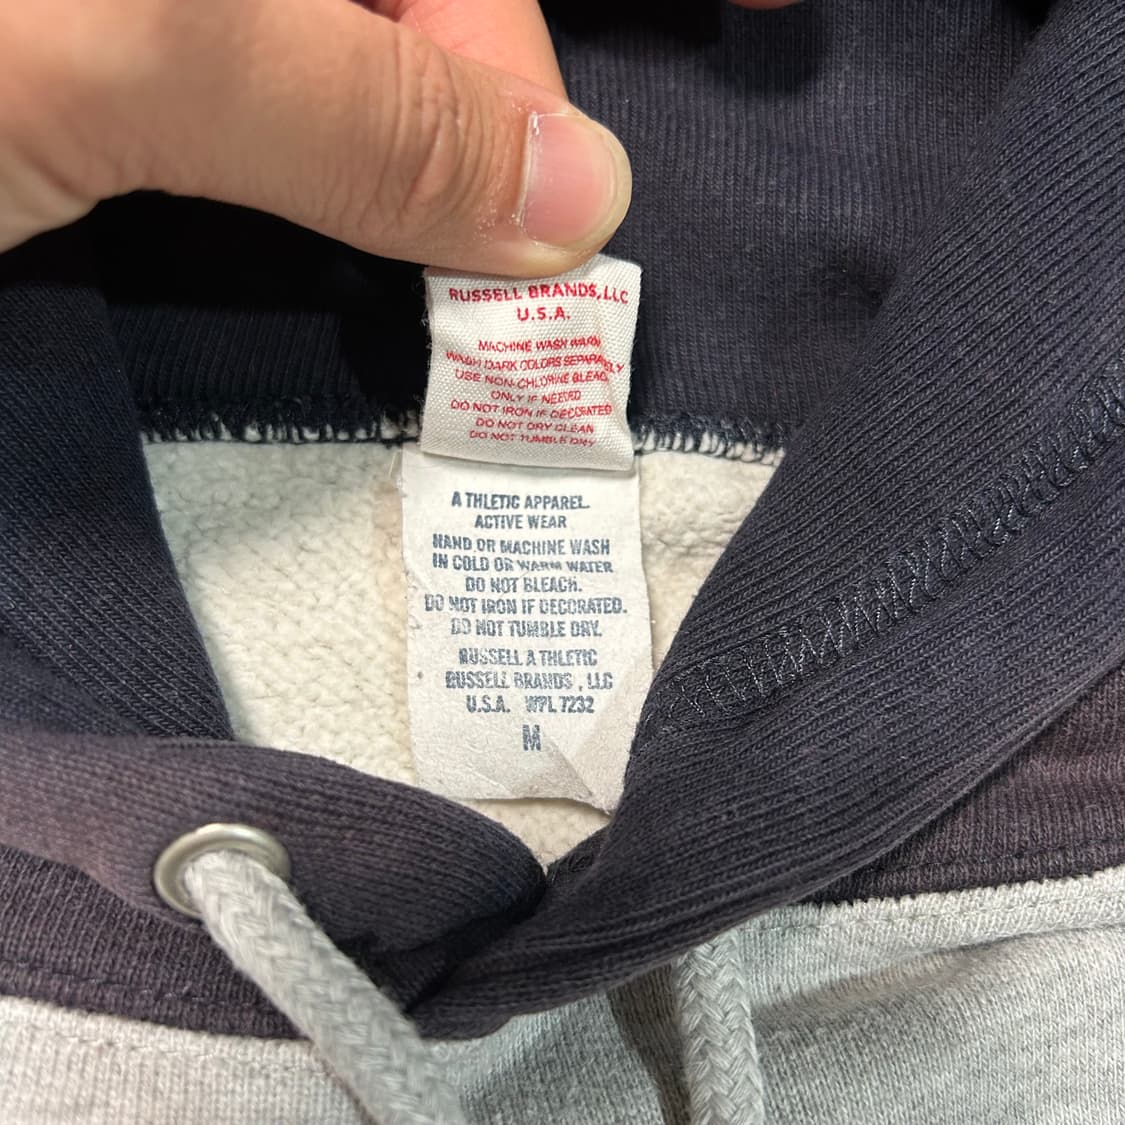 RUSSELL BRANDS, LLC
U.S.A.
MACHINE WASH WARM
WASH DARK COLORS SEPARATELY
USE NON-CHLORINE BLEACH
ONLY IF NEEDED
DO NOT IRON IF DECORATED
DO NOT DRY CLEAN
DO NOT TUMBLE DRY
A THLETIC APPAREL
ACTIVE WEAR
HAND OR MACHINE WASH
IN COLD OR WARM WATER
DO NOT BLEACH.
DO NOT IRON IF DECORATED.
DO NOT TUMBLE DRY.
RUSSELL A THLETIC
RUSSELL BRANDS , LLC
U.S.A. WPL 7232
M